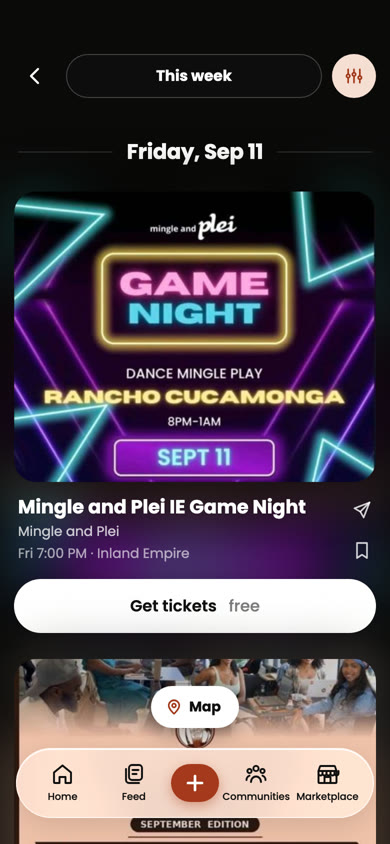 This week
Friday, Sep 11
mingle and plei
GAME
NIGHT
DANCE MINGLE PLAY
RANCHO CUCAMONGA
8PM-1AM
SEPT 11
Mingle and Plei IE Game Night
Mingle and Plei
Fri 7:00 PM · Inland Empire
Get tickets free
Map
Home Feed Communities Marketplace
SEPTEMBER EDITION